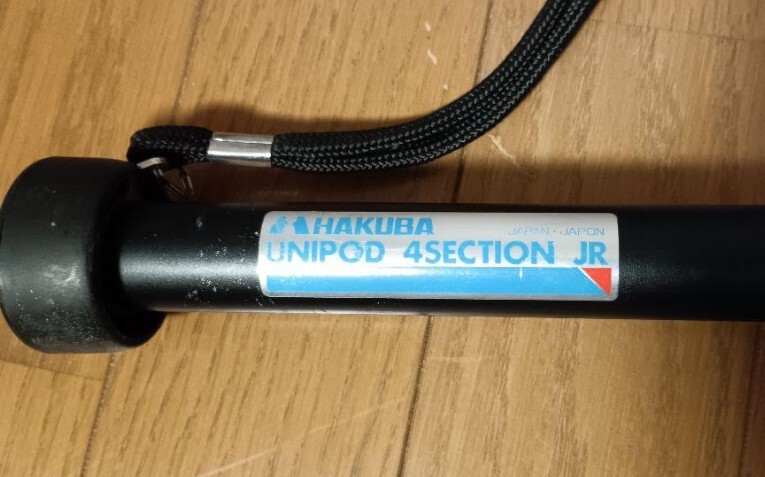 HAKUBA JAPAN・JAPON
UNIPOD 4SECTION JR